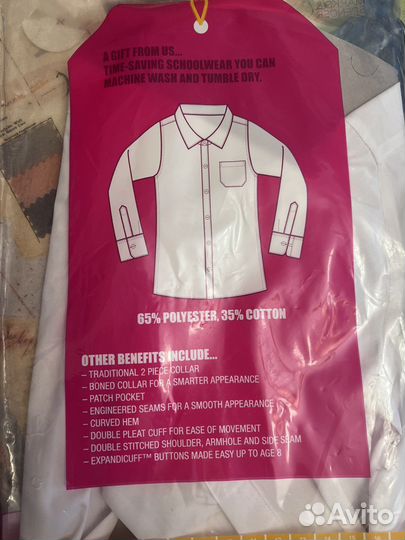 A GIFT FROM US...
TIME-SAVING SCHOOLWEAR YOU CAN
MACHINE WASH AND TUMBLE DRY.
65% POLYESTER, 35% COTTON
OTHER BENEFITS INCLUDE...
– TRADITIONAL 2 PIECE COLLAR
– BONED COLLAR FOR A SMARTER APPEARANCE
– PATCH POCKET
– ENGINEERED SEAMS FOR A SMOOTH APPEARANCE
– CURVED HEM
– DOUBLE PLEAT CUFF FOR EASE OF MOVEMENT
– DOUBLE STITCHED SHOULDER, ARMHOLE AND SIDE SEAM
– EXPANDICUFF™ BUTTONS MADE EASY UP TO AGE 8
Avito